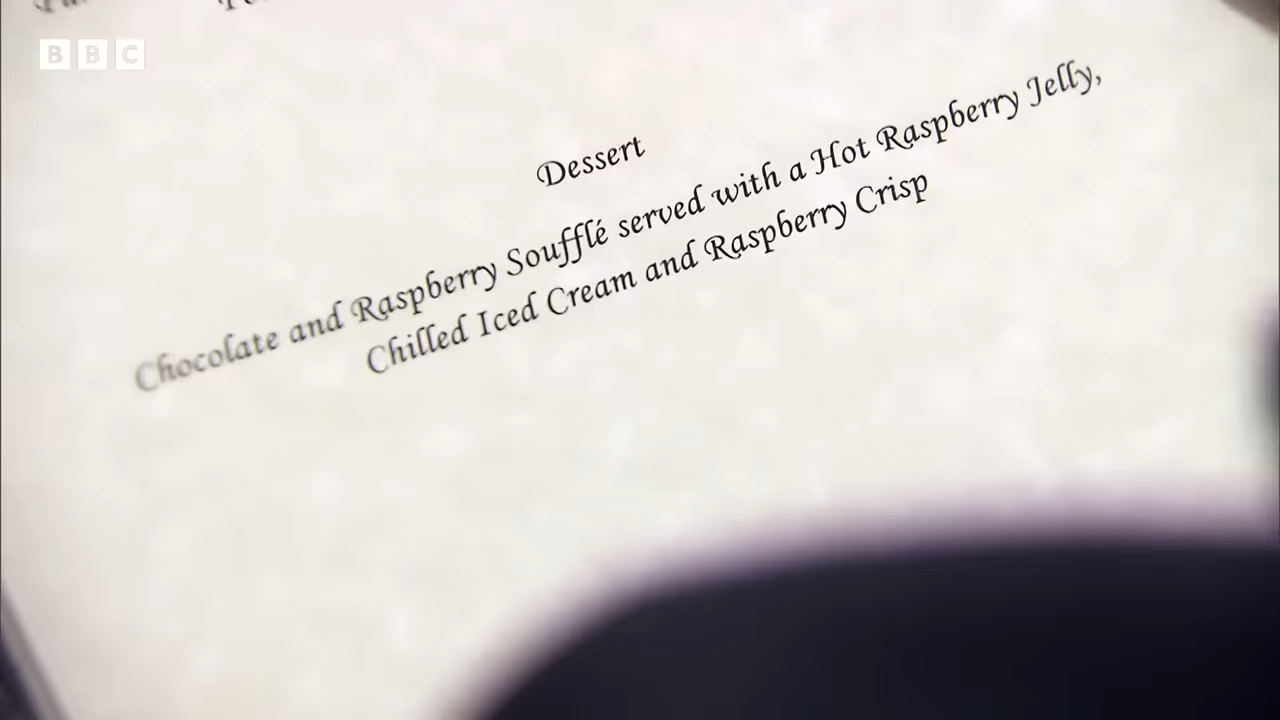 BBC
Dessert
Chocolate and Raspberry Soufflé served with a Hot Raspberry Jelly,
Chilled Iced Cream and Raspberry Crisp